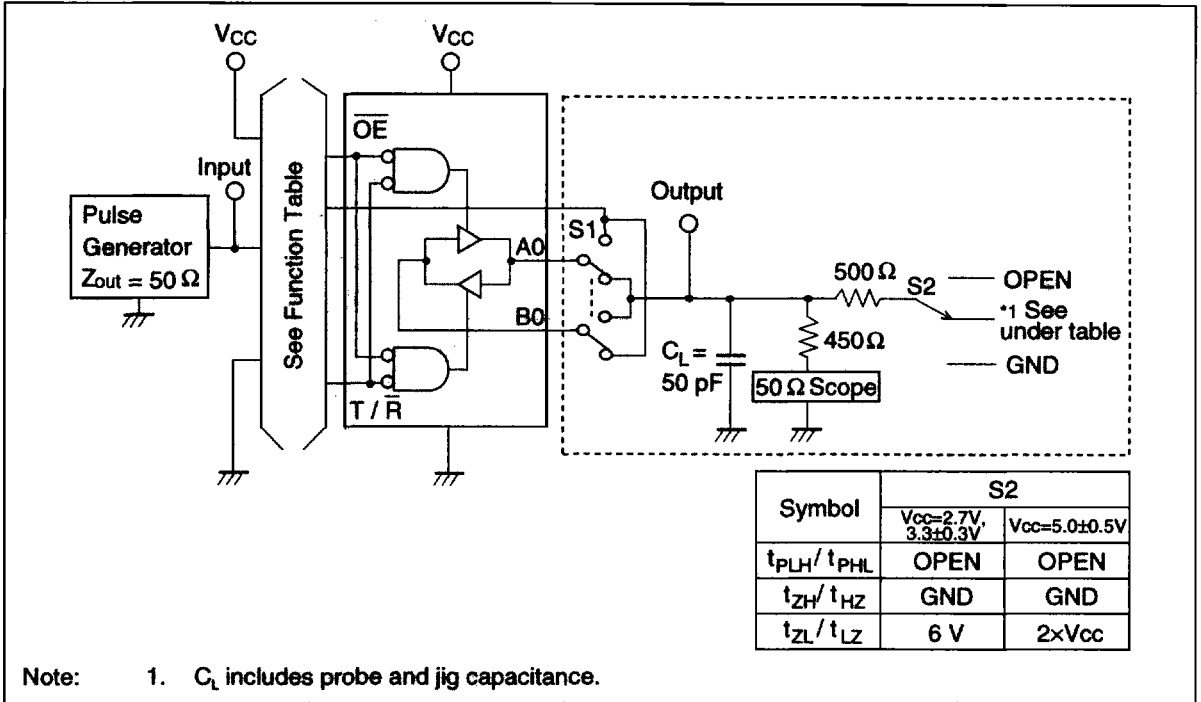 VCC
VCC
OE
Input
Pulse
Generator
Zout = 50 Ω
See Function Table
S1
A0
B0
T / R
Output
500 Ω
S2
OPEN
*1 See
under table
GND
450 Ω
CL =
50 pF
50 Ω Scope
Symbol
S2
Vcc=2.7V,
3.3±0.3V
Vcc=5.0±0.5V
tPLH / tPHL
OPEN
OPEN
tZH / tHZ
GND
GND
tZL / tLZ
6 V
2×Vcc
Note: 1. CL includes probe and jig capacitance.